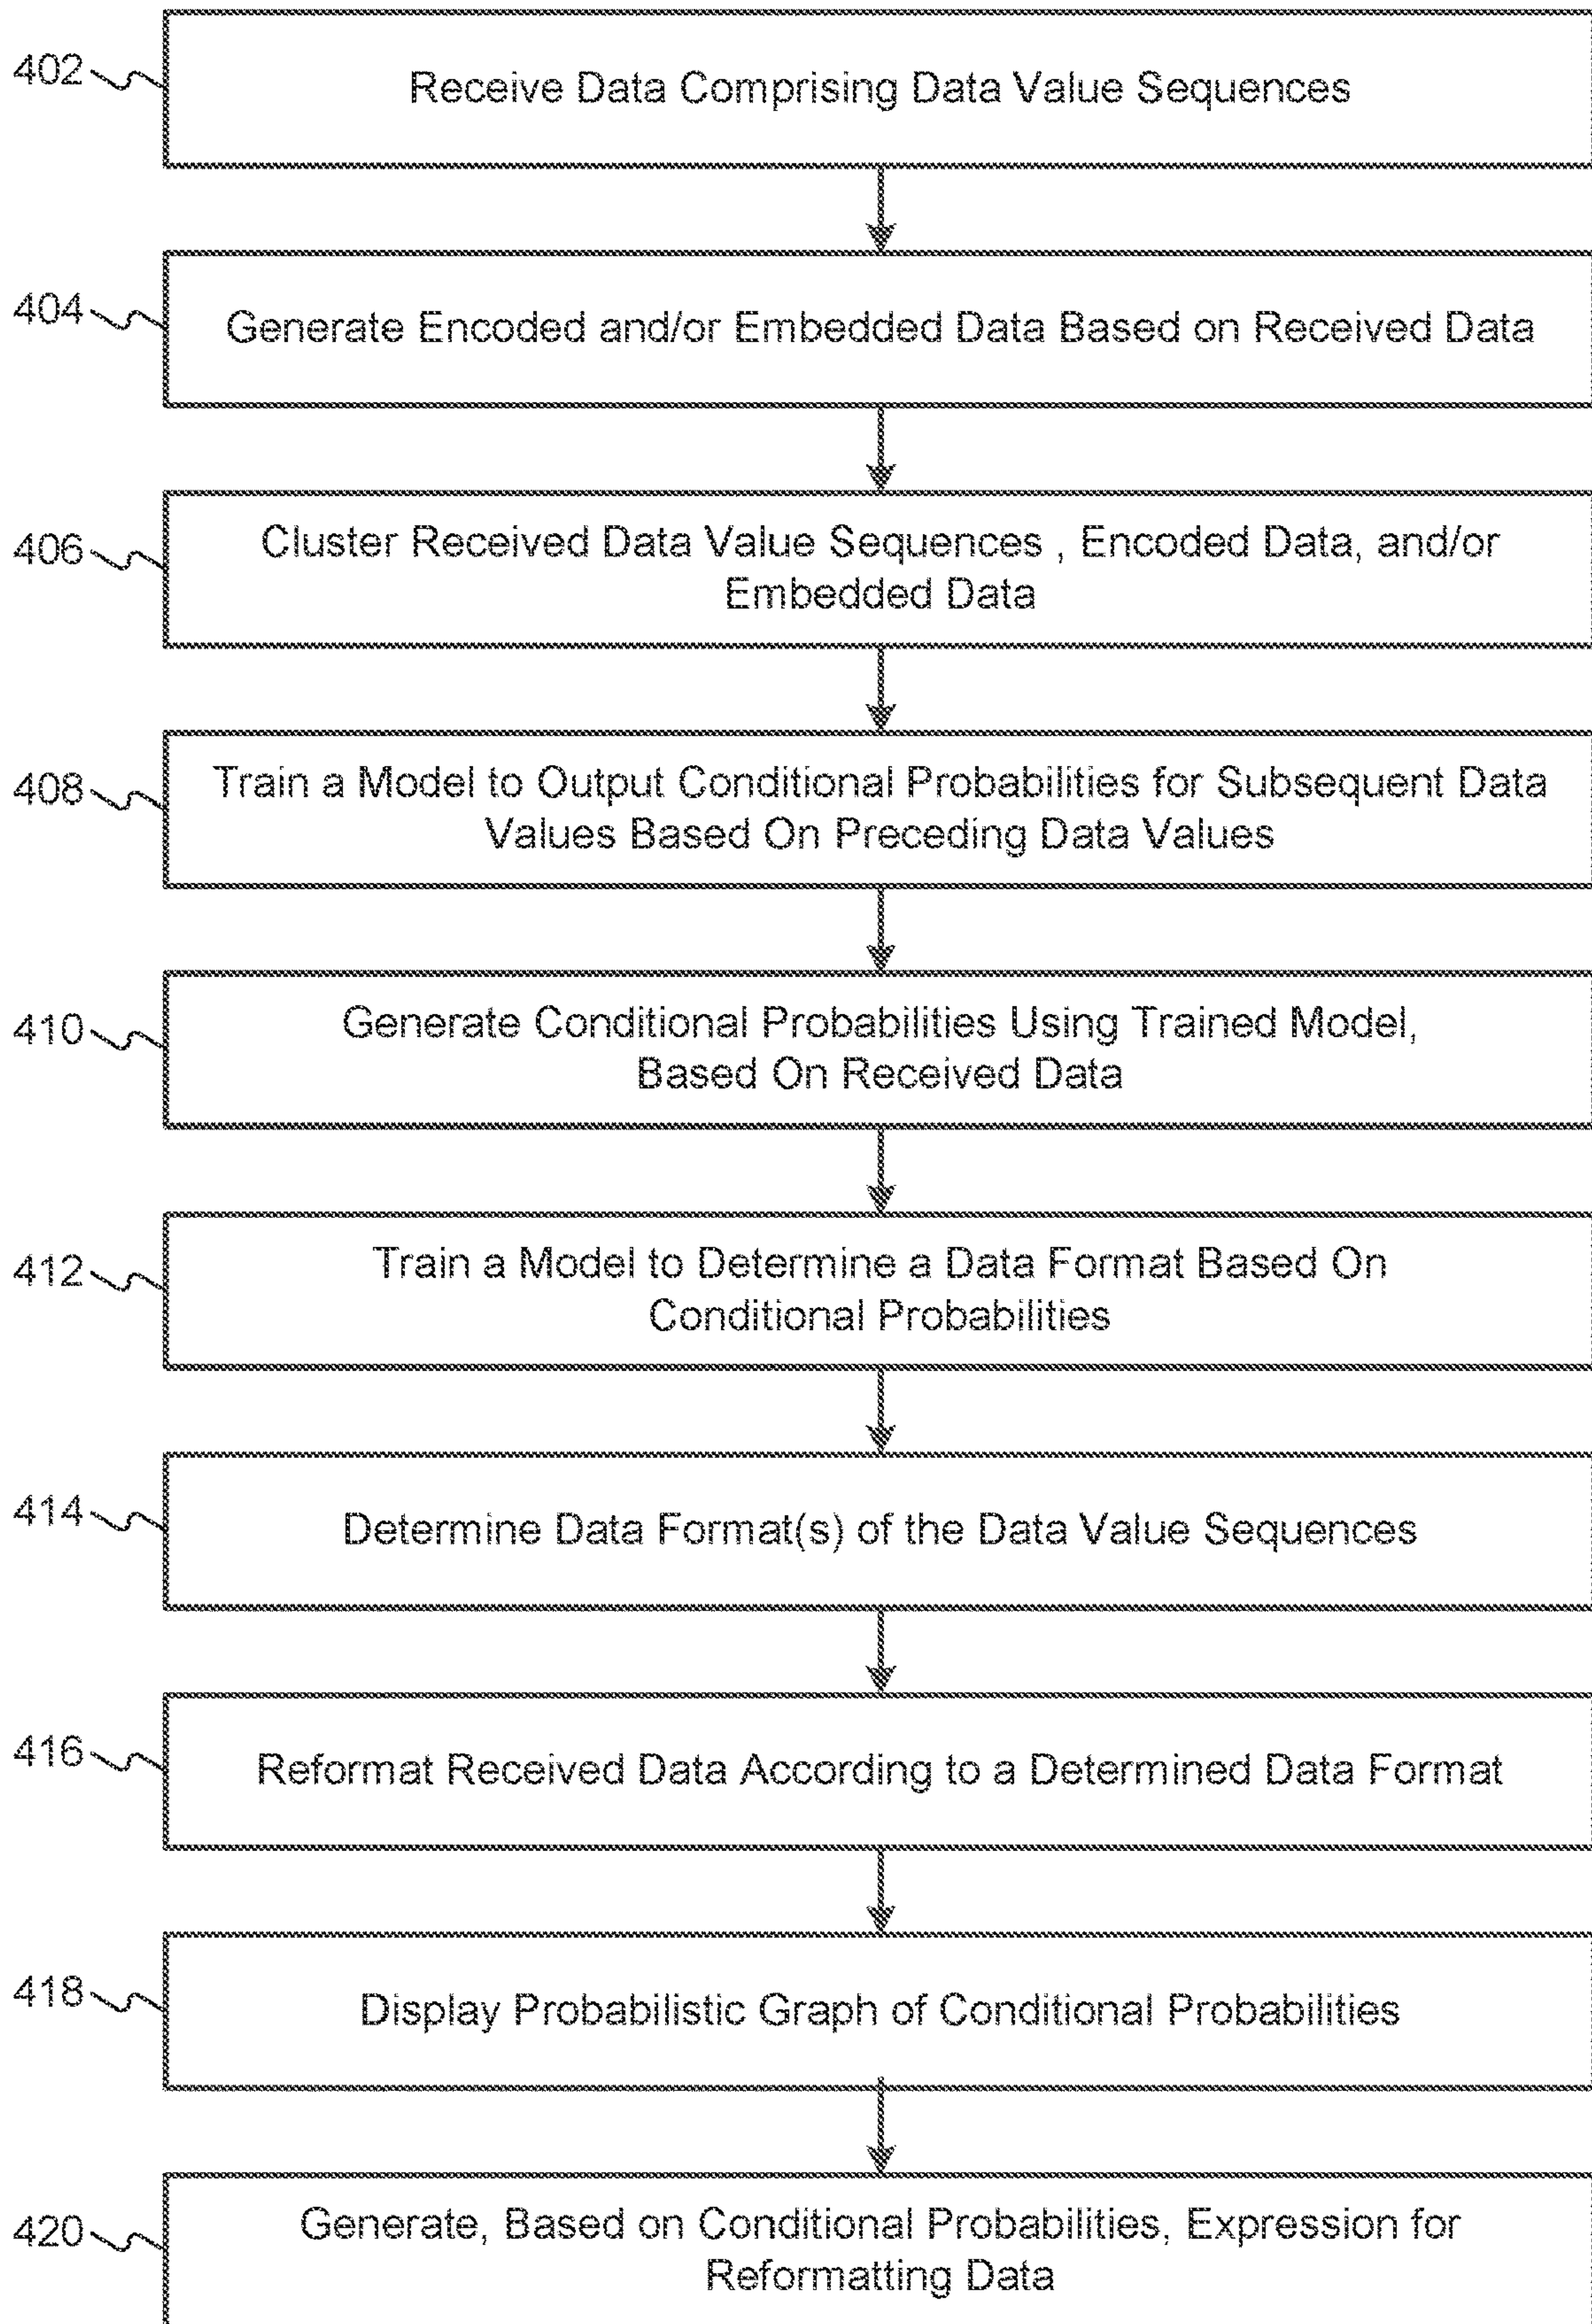 402
Receive Data Comprising Data Value Sequences
404
Generate Encoded and/or Embedded Data Based on Received Data
406
Cluster Received Data Value Sequences , Encoded Data, and/or
Embedded Data
408
Train a Model to Output Conditional Probabilities for Subsequent Data
Values Based On Preceding Data Values
410
Generate Conditional Probabilities Using Trained Model,
Based On Received Data
412
Train a Model to Determine a Data Format Based On
Conditional Probabilities
414
Determine Data Format(s) of the Data Value Sequences
416
Reformat Received Data According to a Determined Data Format
418
Display Probabilistic Graph of Conditional Probabilities
420
Generate, Based on Conditional Probabilities, Expression for
Reformatting Data